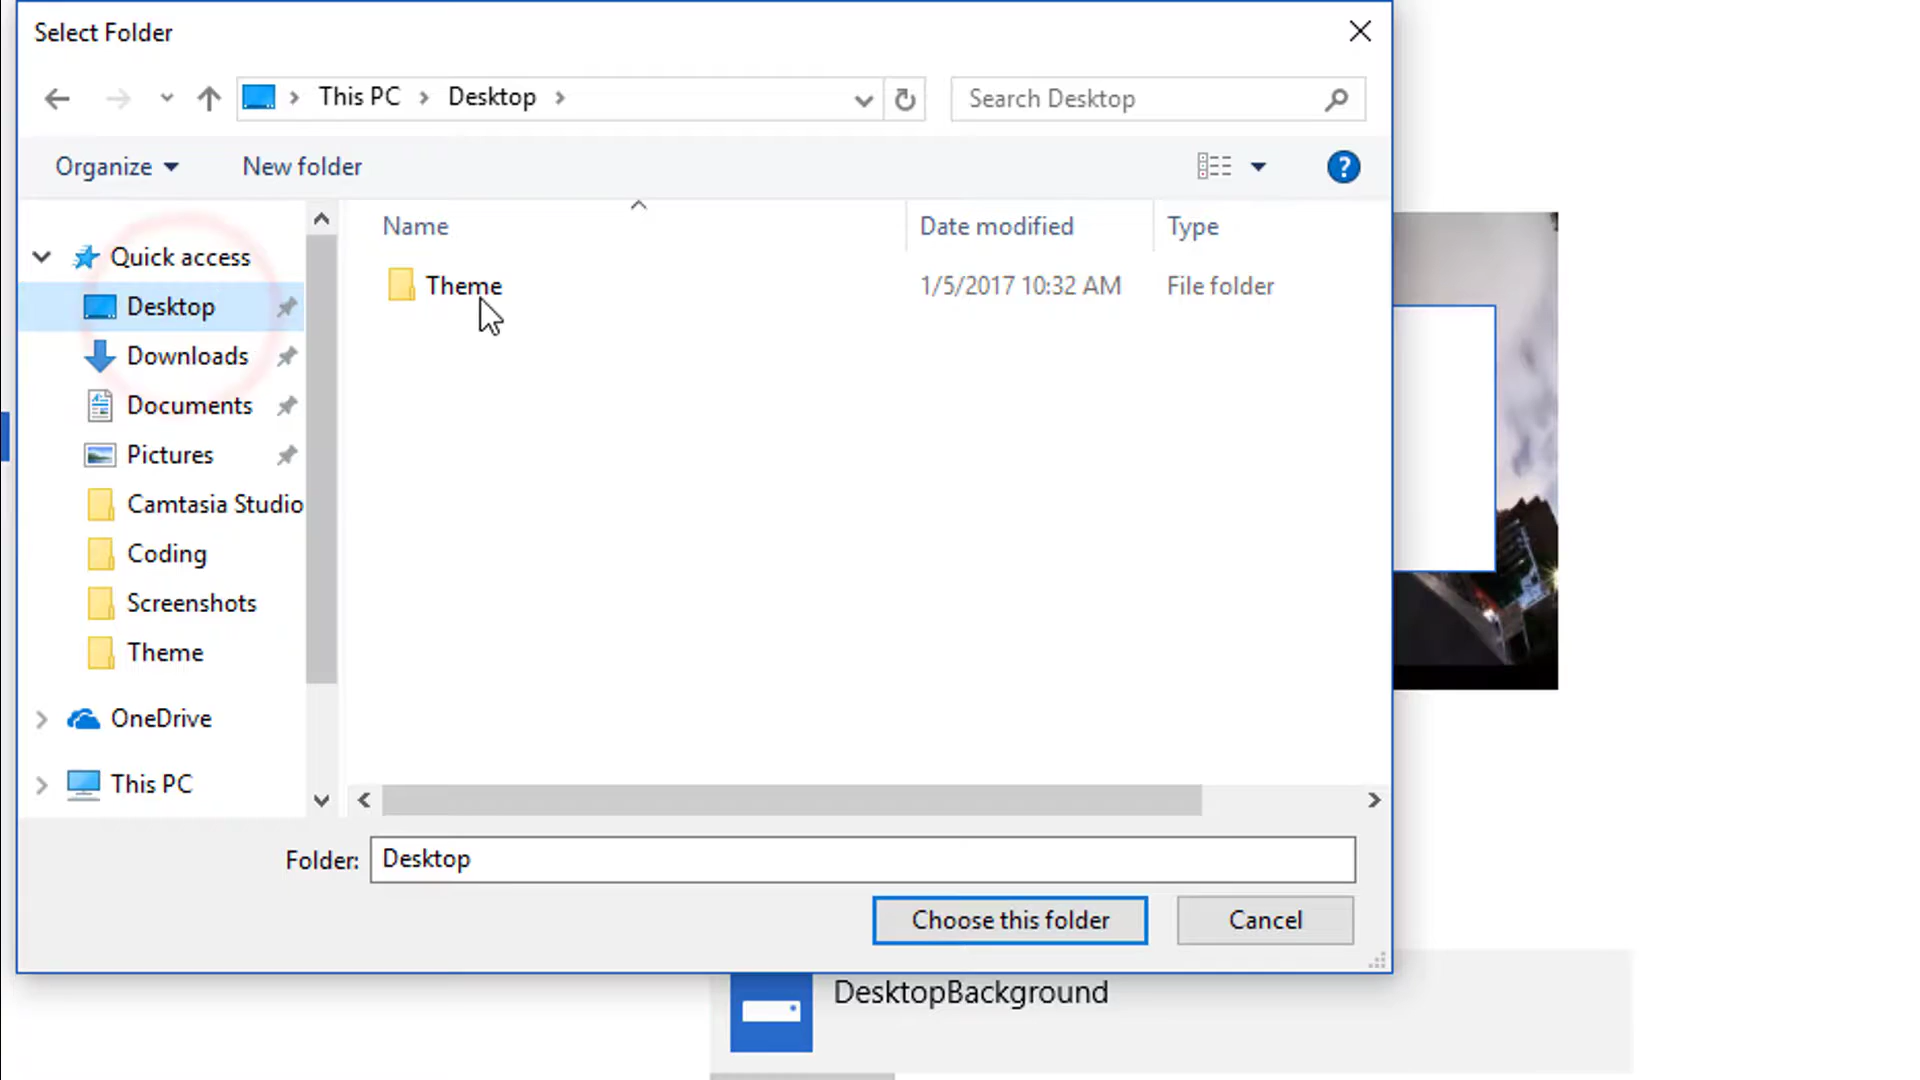 Select Folder
This PC
Desktop
Search Desktop
Organize
New folder
?
Name
Date modified
Type
Quick access
Theme
1/5/2017 10:32 AM
File folder
Desktop
Downloads
Documents
Pictures
Camtasia Studio
Coding
Screenshots
Theme
OneDrive
This PC
Folder:
Desktop
Choose this folder
Cancel
DesktopBackground